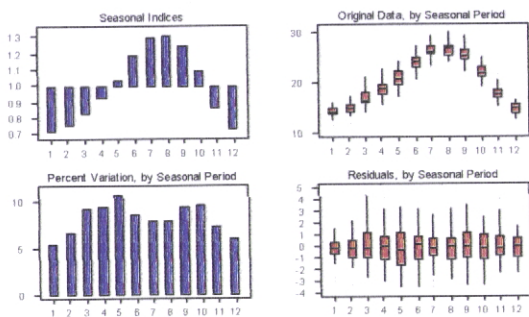 Seasonal Indices
1.3
1.2
1.1
1.0
0.9
0.8
0.7
1 2 3 4 5 6 7 8 9 10 11 12
Original Data, by Seasonal Period
30
20
10
1 2 3 4 5 6 7 8 9 10 11 12
Percent Variation, by Seasonal Period
10
5
0
1 2 3 4 5 6 7 8 9 10 11 12
Residuals, by Seasonal Period
5
4
3
2
1
0
-1
-2
-3
-4
1 2 3 4 5 6 7 8 9 10 11 12